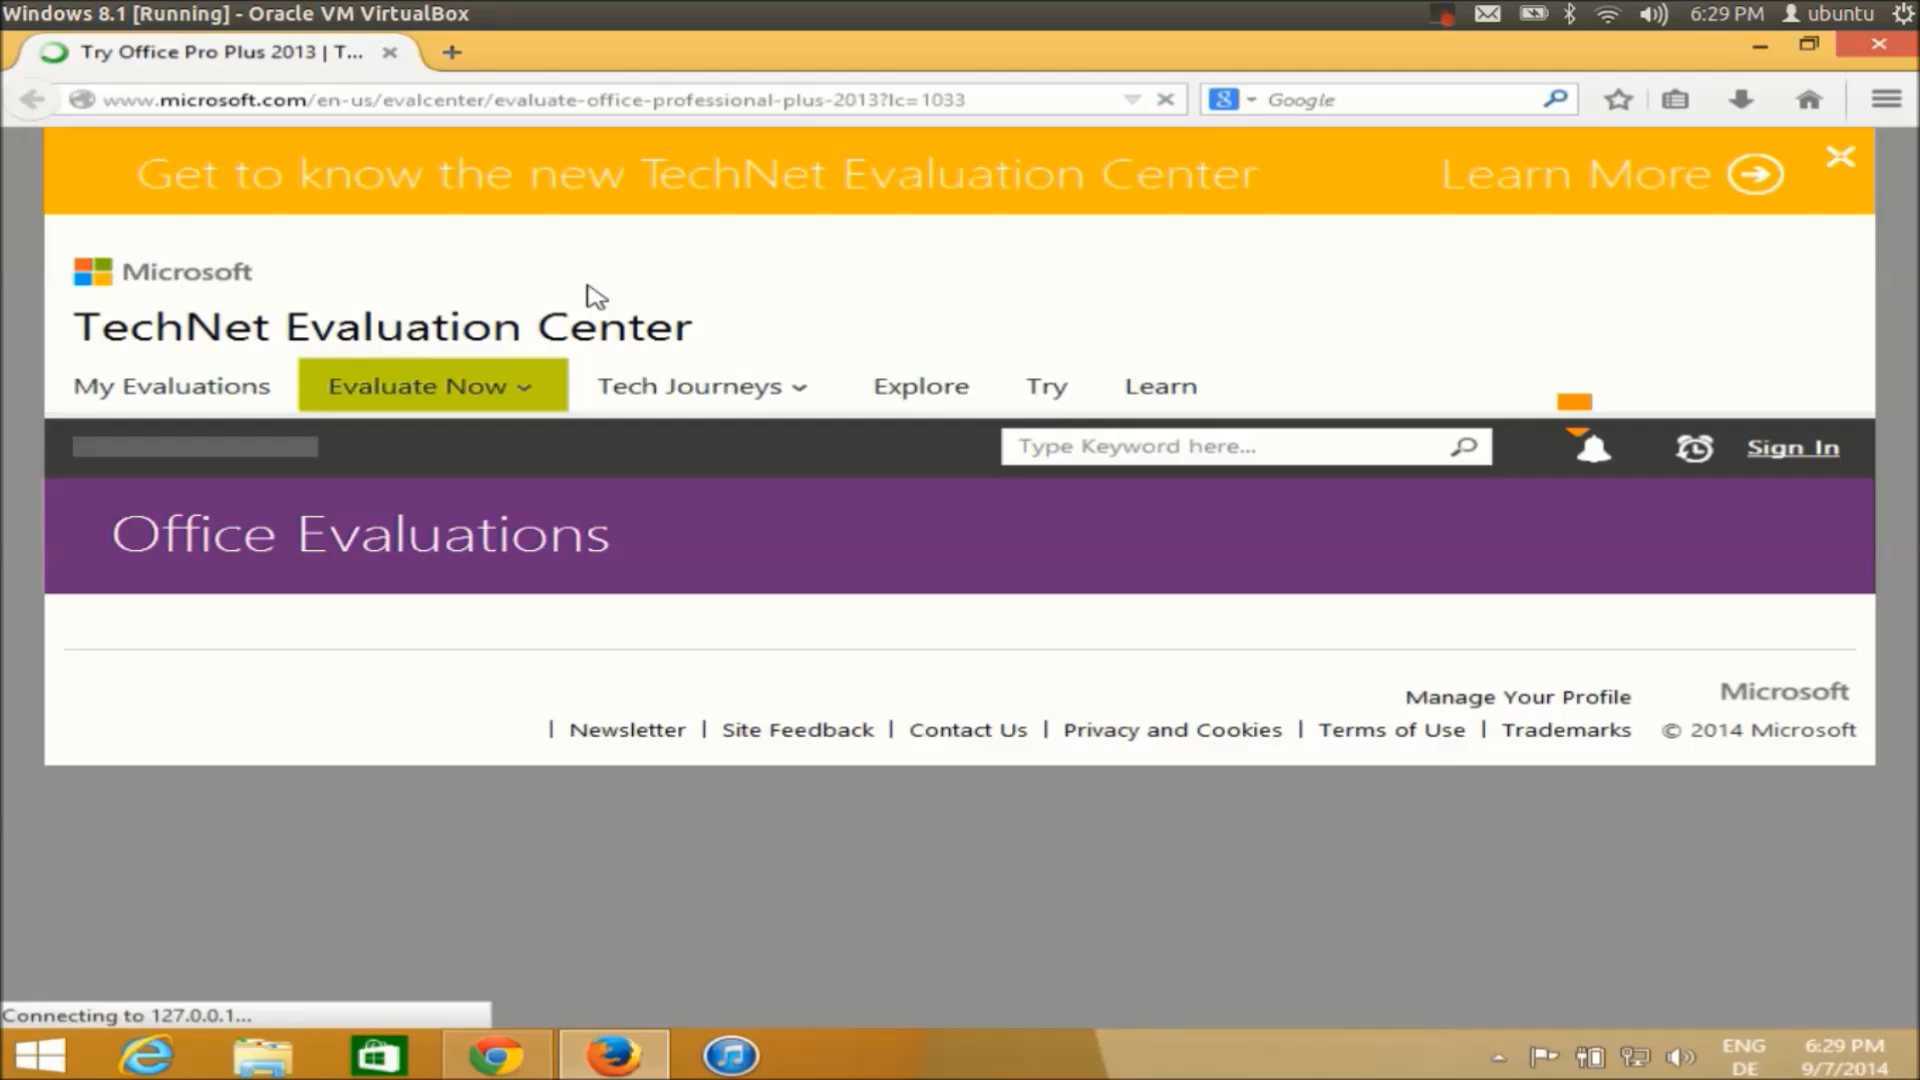 Windows 8.1 [Running] - Oracle VM VirtualBox
6:29 PM ubuntu
Try Office Pro Plus 2013 | T...
www.microsoft.com/en-us/evalcenter/evaluate-office-professional-plus-2013?lc=1033
8 Google
Get to know the new TechNet Evaluation Center Learn More
Microsoft
TechNet Evaluation Center
My Evaluations Evaluate Now Tech Journeys Explore Try Learn
Type Keyword here... Sign In
Office Evaluations
Manage Your Profile Microsoft
| Newsletter | Site Feedback | Contact Us | Privacy and Cookies | Terms of Use | Trademarks © 2014 Microsoft
Connecting to 127.0.0.1...
ENG 6:29 PM
DE 9/7/2014